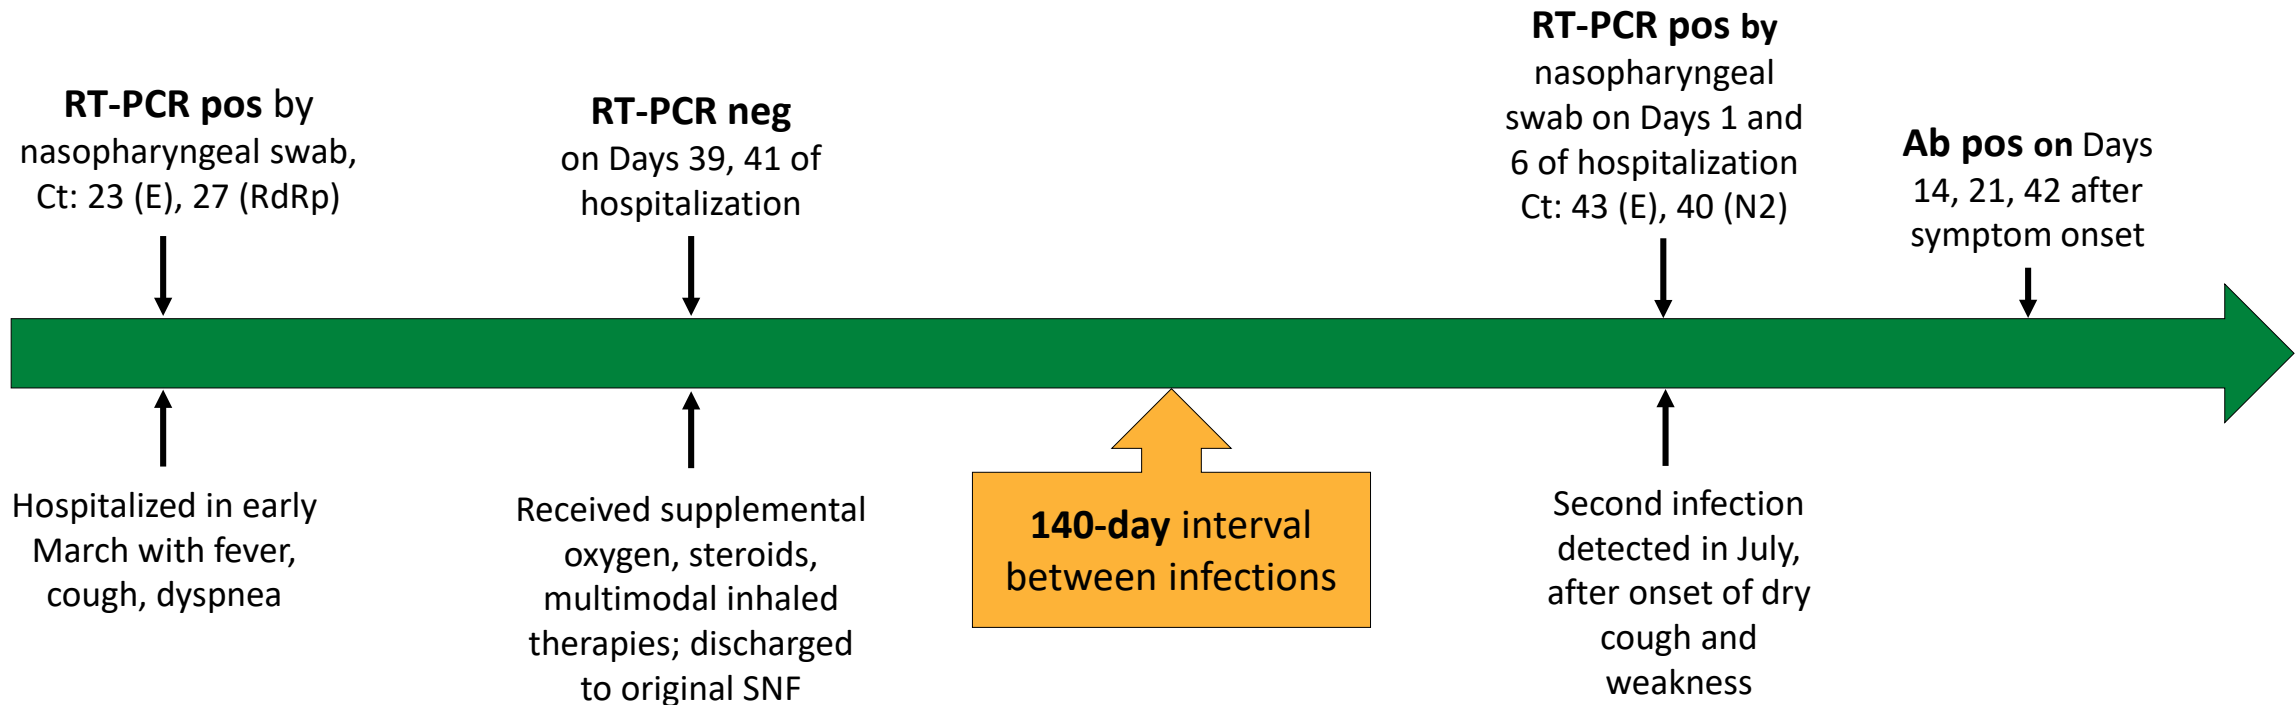 RT-PCR pos by
nasopharyngeal swab,
Ct: 23 (E), 27 (RdRp)
RT-PCR neg
on Days 39, 41 of
hospitalization
RT-PCR pos by
nasopharyngeal
swab on Days 1 and
6 of hospitalization
Ct: 43 (E), 40 (N2)
Ab pos on Days
14, 21, 42 after
symptom onset
Hospitalized in early
March with fever,
cough, dyspnea
Received supplemental
oxygen, steroids,
multimodal inhaled
therapies; discharged
to original SNF
140-day interval
between infections
Second infection
detected in July,
after onset of dry
cough and
weakness